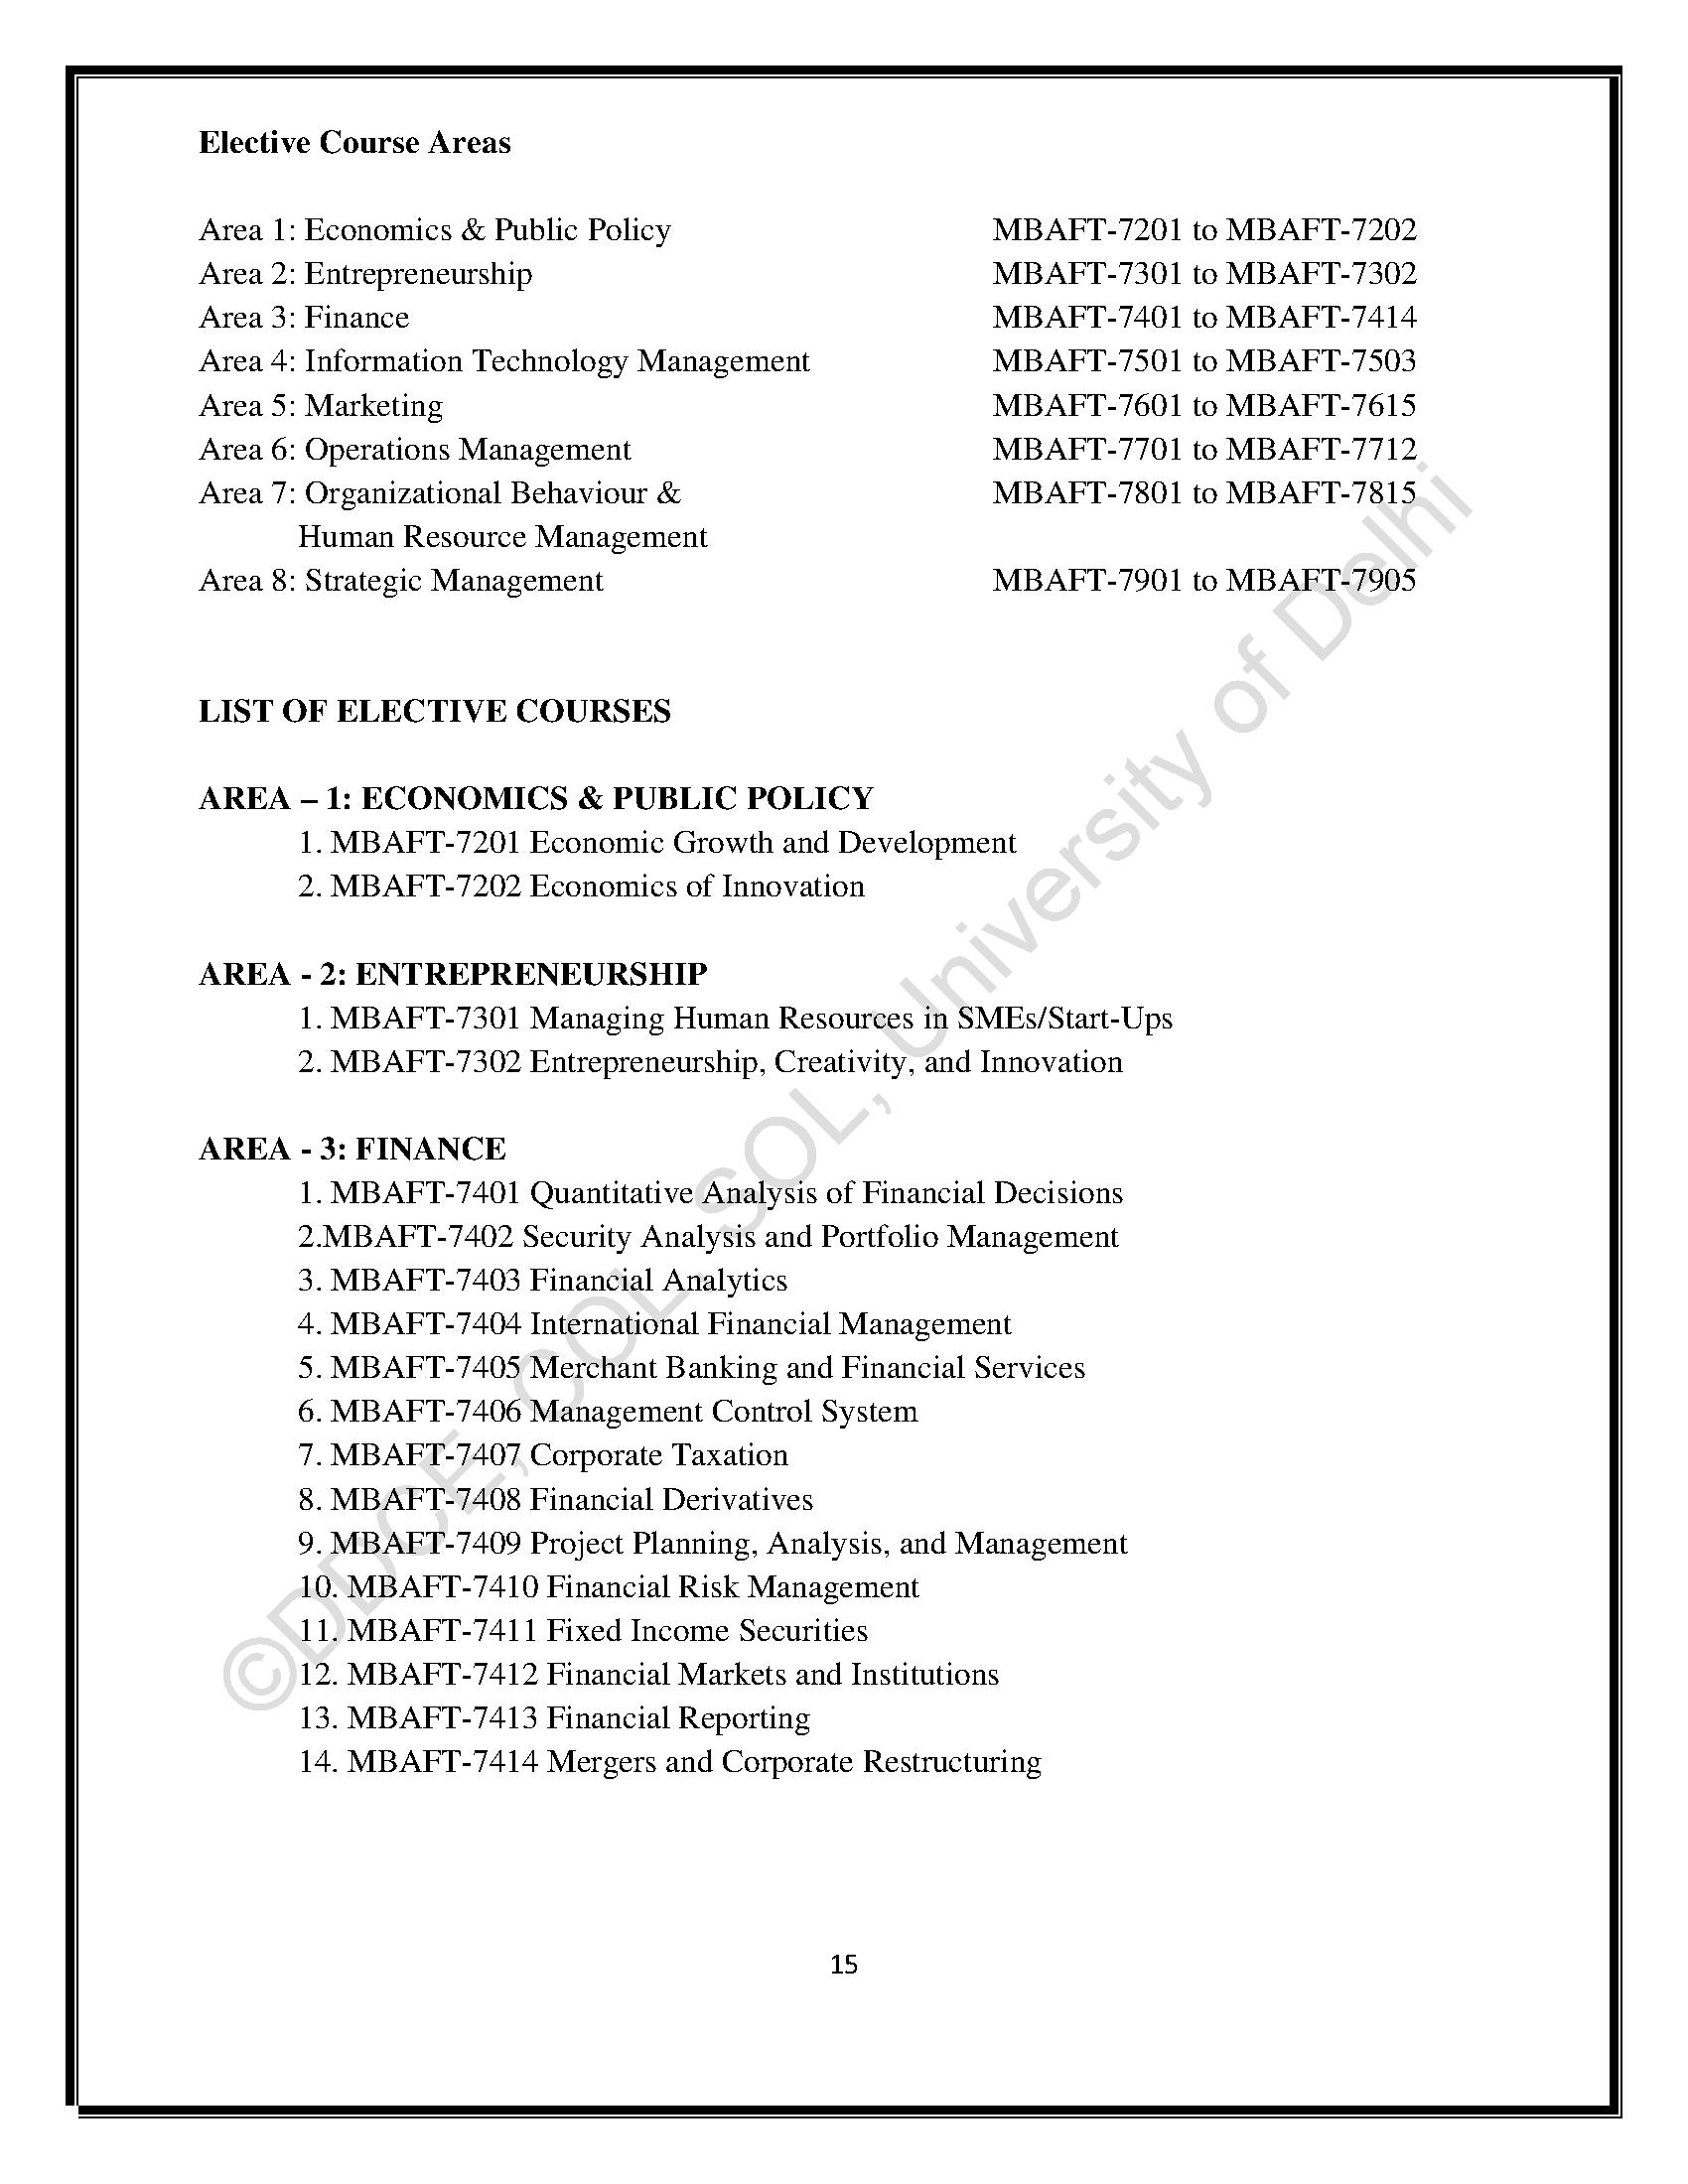 Elective Course Areas
Area 1: Economics & Public Policy MBAFT-7201 to MBAFT-7202
Area 2: Entrepreneurship MBAFT-7301 to MBAFT-7302
Area 3: Finance MBAFT-7401 to MBAFT-7414
Area 4: Information Technology Management MBAFT-7501 to MBAFT-7503
Area 5: Marketing MBAFT-7601 to MBAFT-7615
Area 6: Operations Management MBAFT-7701 to MBAFT-7712
Area 7: Organizational Behaviour & MBAFT-7801 to MBAFT-7815
Human Resource Management
Area 8: Strategic Management MBAFT-7901 to MBAFT-7905
LIST OF ELECTIVE COURSES
AREA – 1: ECONOMICS & PUBLIC POLICY
1. MBAFT-7201 Economic Growth and Development
2. MBAFT-7202 Economics of Innovation
AREA - 2: ENTREPRENEURSHIP
1. MBAFT-7301 Managing Human Resources in SMEs/Start-Ups
2. MBAFT-7302 Entrepreneurship, Creativity, and Innovation
AREA - 3: FINANCE
1. MBAFT-7401 Quantitative Analysis of Financial Decisions
2.MBAFT-7402 Security Analysis and Portfolio Management
3. MBAFT-7403 Financial Analytics
4. MBAFT-7404 International Financial Management
5. MBAFT-7405 Merchant Banking and Financial Services
6. MBAFT-7406 Management Control System
7. MBAFT-7407 Corporate Taxation
8. MBAFT-7408 Financial Derivatives
9. MBAFT-7409 Project Planning, Analysis, and Management
10. MBAFT-7410 Financial Risk Management
11. MBAFT-7411 Fixed Income Securities
12. MBAFT-7412 Financial Markets and Institutions
13. MBAFT-7413 Financial Reporting
14. MBAFT-7414 Mergers and Corporate Restructuring
©DDCE, COL, SOL, University of Delhi
15